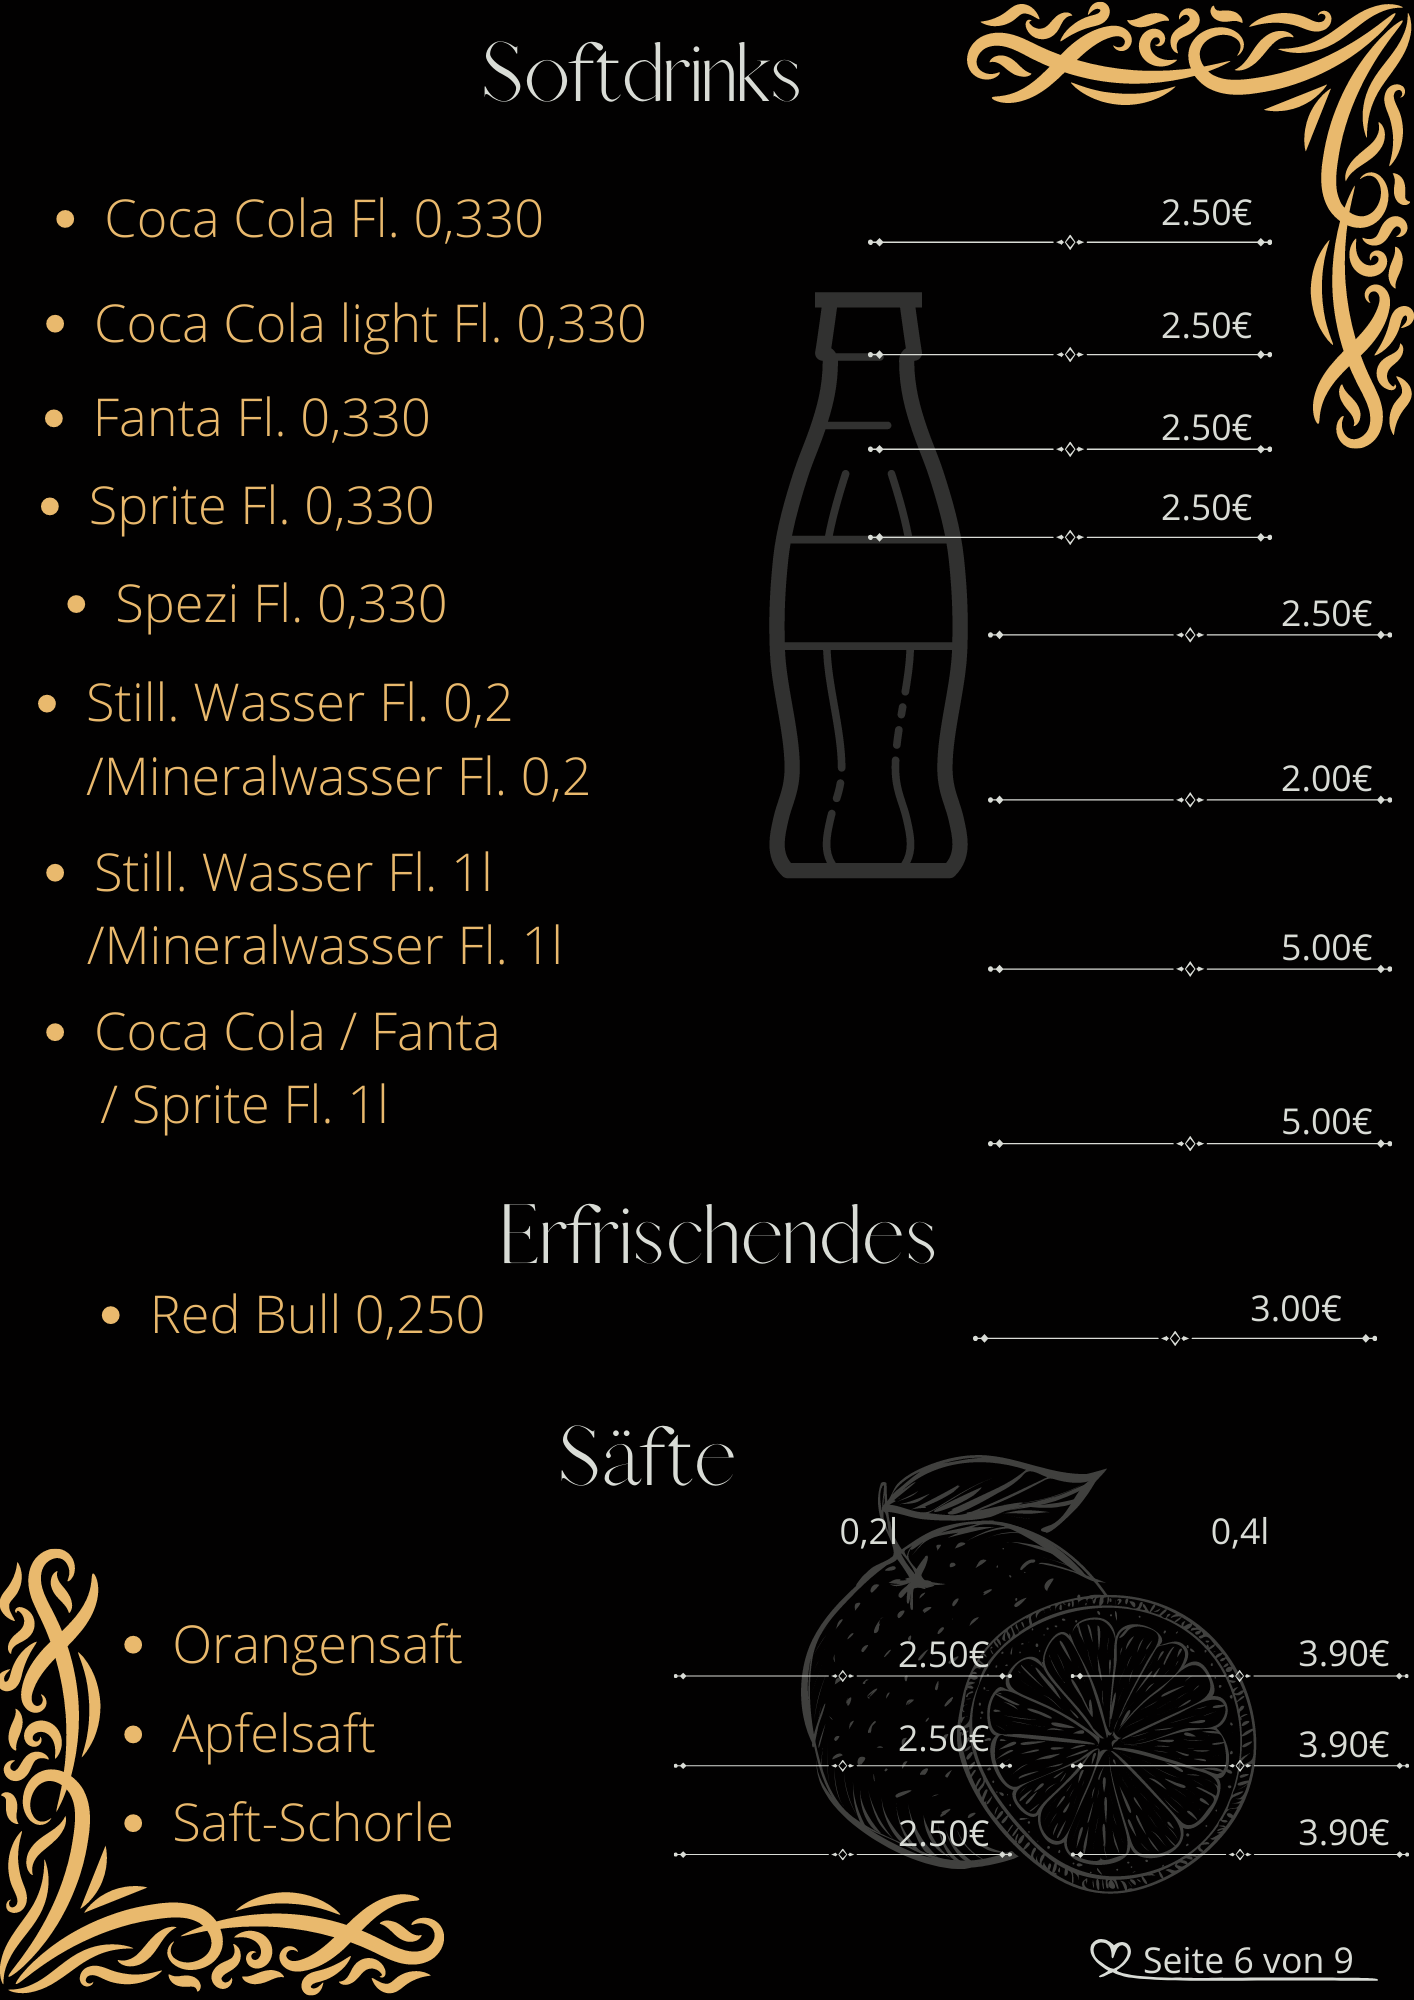 Softdrinks
Coca Cola Fl. 0,330 2.50€
Coca Cola light Fl. 0,330 2.50€
Fanta Fl. 0,330 2.50€
Sprite Fl. 0,330 2.50€
Spezi Fl. 0,330 2.50€
Still. Wasser Fl. 0,2
/Mineralwasser Fl. 0,2 2.00€
Still. Wasser Fl. 1l
/Mineralwasser Fl. 1l 5.00€
Coca Cola / Fanta
/ Sprite Fl. 1l 5.00€
Erfrischendes
Red Bull 0,250 3.00€
Säfte
0,2l 0,4l
Orangensaft 2.50€ 3.90€
Apfelsaft 2.50€ 3.90€
Saft-Schorle 2.50€ 3.90€
Seite 6 von 9